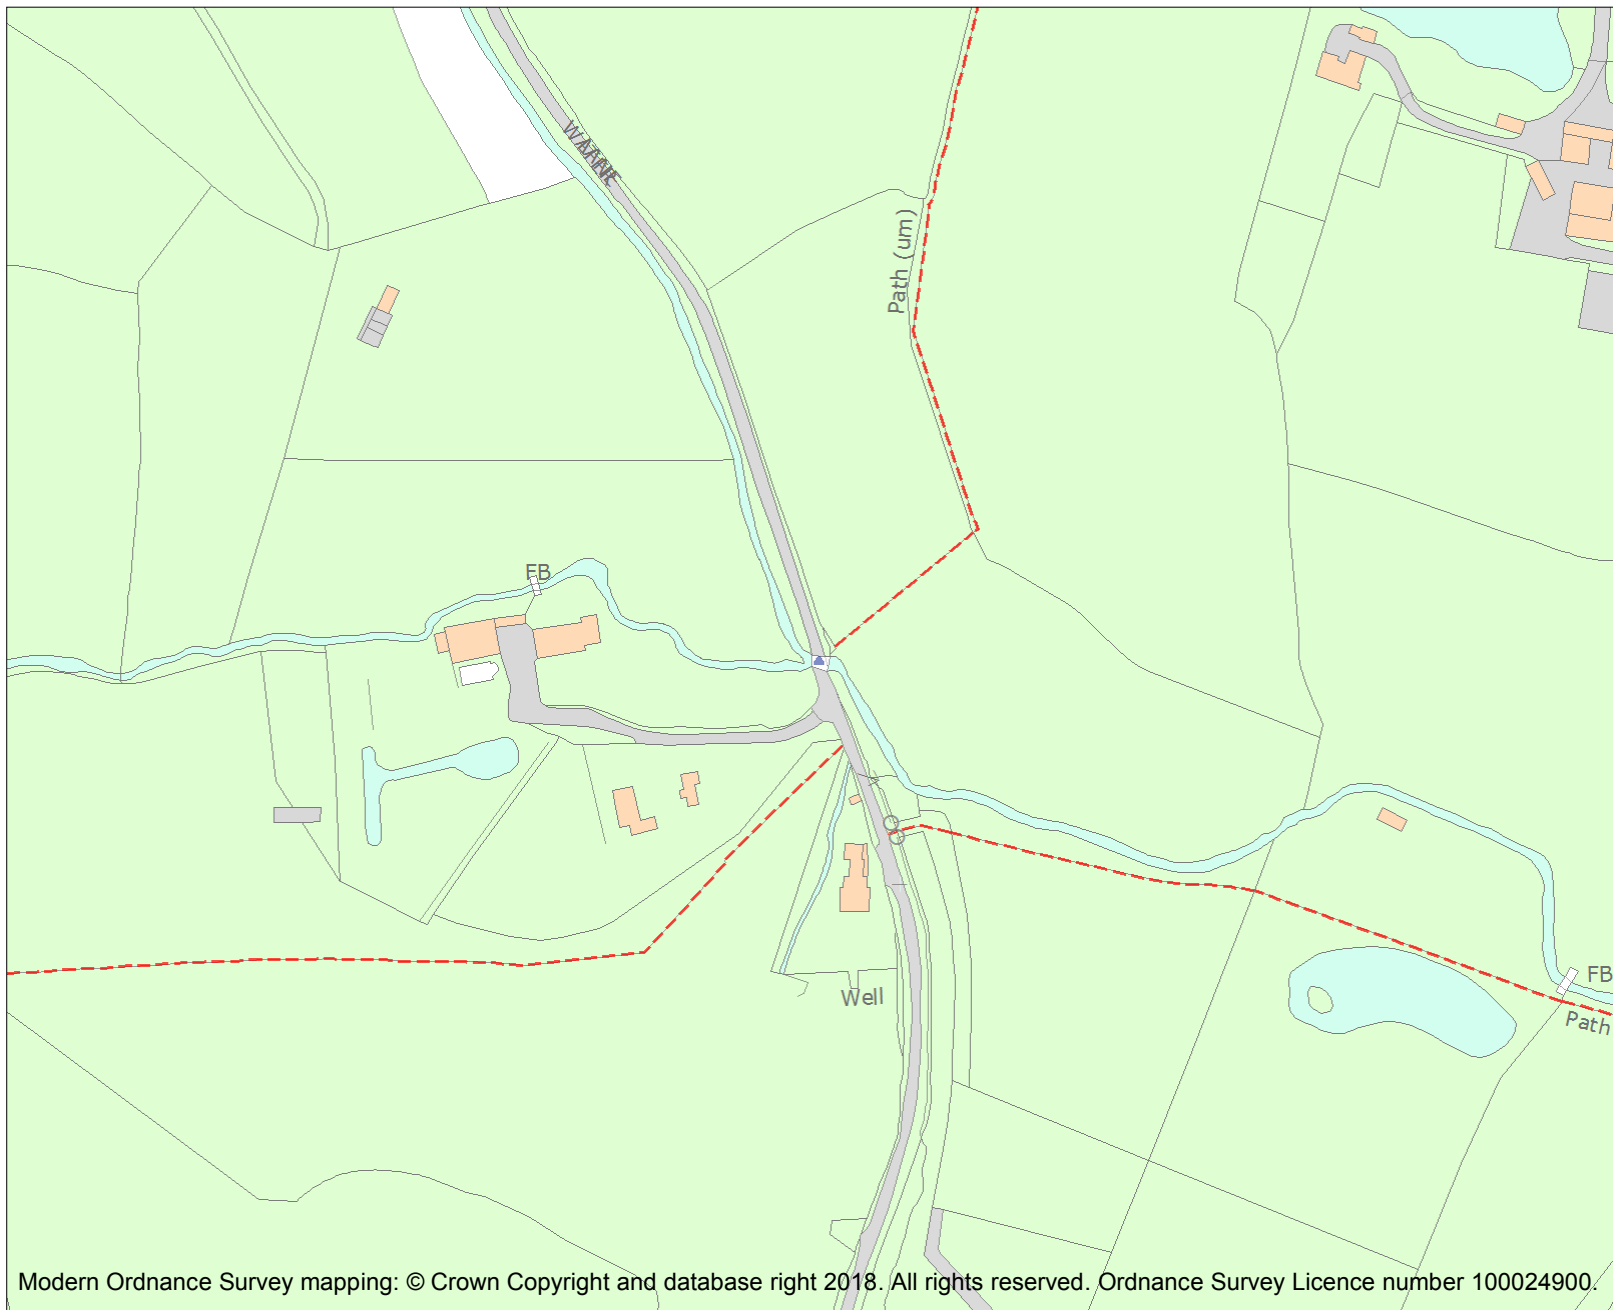 Path (um)
FB
Well
FB
Path
Modern Ordnance Survey mapping: © Crown Copyright and database right 2018. All rights reserved. Ordnance Survey Licence number 100024900.